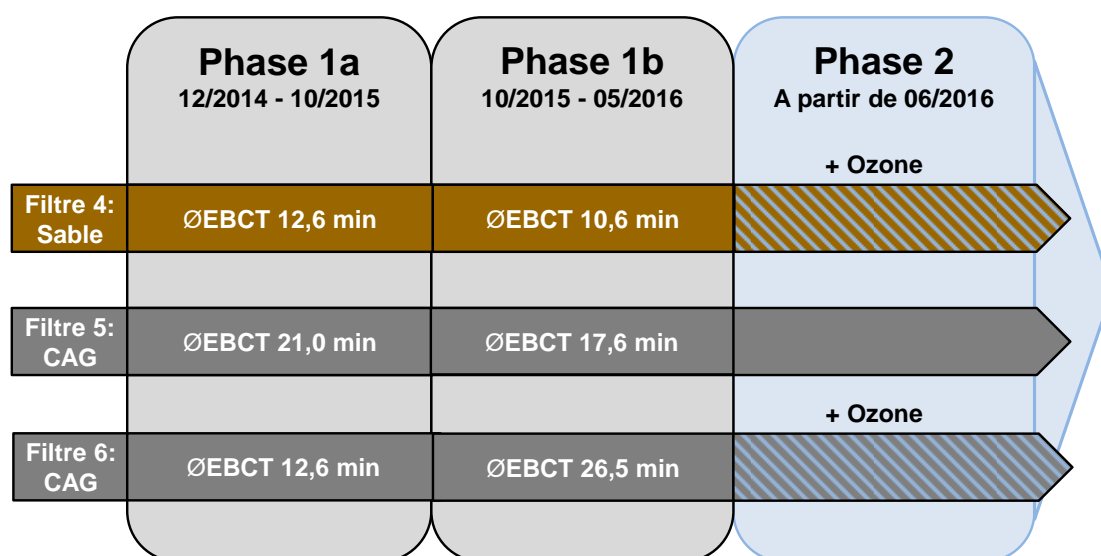 Phase 1a
12/2014 - 10/2015
Phase 1b
10/2015 - 05/2016
Phase 2
A partir de 06/2016
+ Ozone
Filtre 4:
Sable
ØEBCT 12,6 min
ØEBCT 10,6 min
Filtre 5:
CAG
ØEBCT 21,0 min
ØEBCT 17,6 min
+ Ozone
Filtre 6:
CAG
ØEBCT 12,6 min
ØEBCT 26,5 min